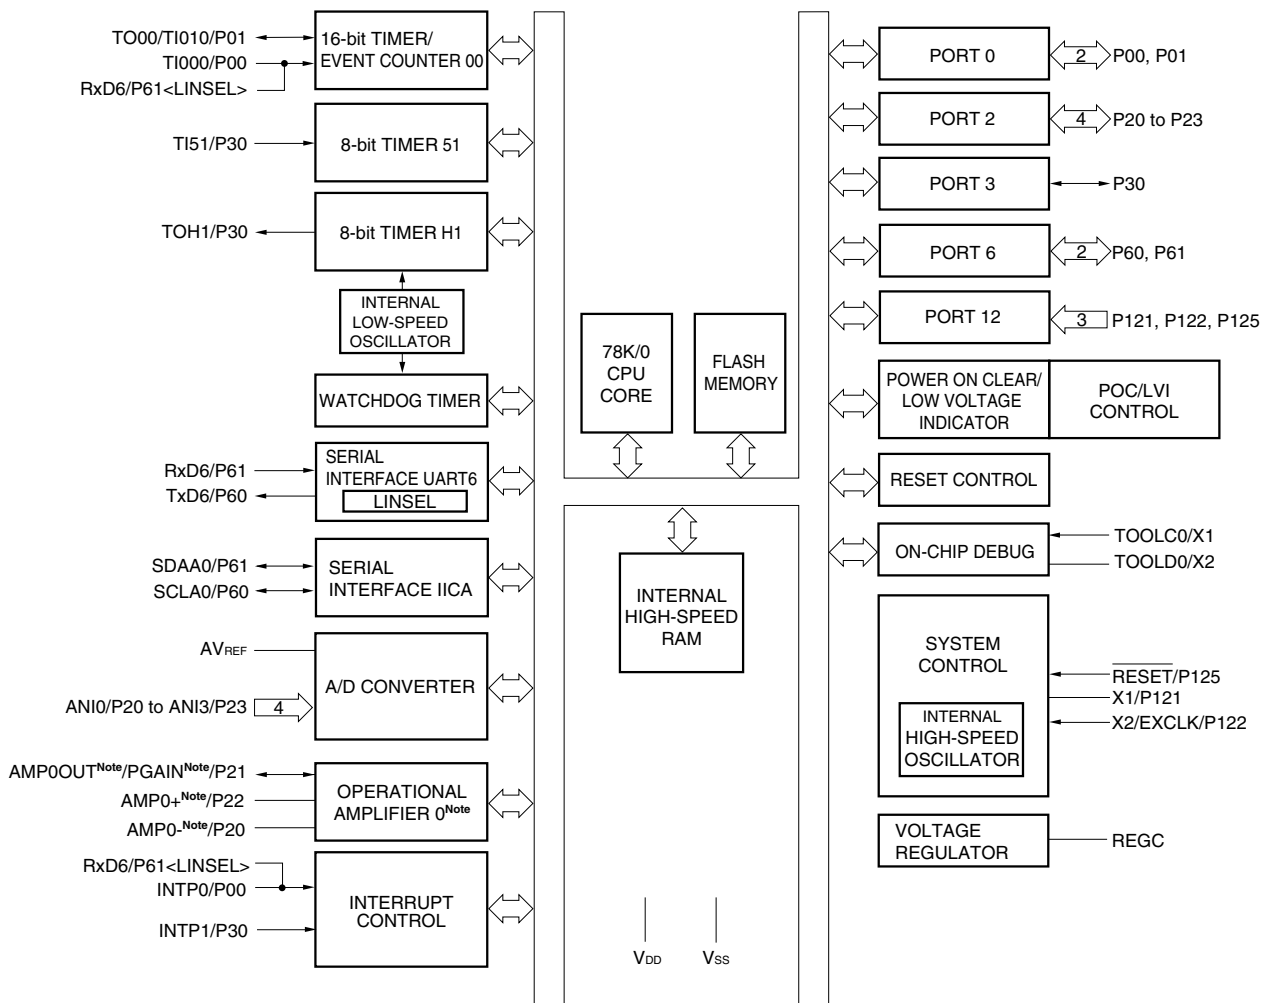 TO00/TI010/P01
TI000/P00
RxD6/P61<LINSEL>
16-bit TIMER/
EVENT COUNTER 00
TI51/P30
8-bit TIMER 51
TOH1/P30
8-bit TIMER H1
INTERNAL
LOW-SPEED
OSCILLATOR
WATCHDOG TIMER
RxD6/P61
TxD6/P60
SERIAL
INTERFACE UART6
LINSEL
SDAA0/P61
SCLA0/P60
SERIAL
INTERFACE IICA
AVREF
ANI0/P20 to ANI3/P23
4
A/D CONVERTER
AMP0OUTNote/PGAINNote/P21
AMP0+Note/P22
AMP0-Note/P20
OPERATIONAL
AMPLIFIER 0Note
RxD6/P61<LINSEL>
INTP0/P00
INTP1/P30
INTERRUPT
CONTROL
78K/0
CPU
CORE
FLASH
MEMORY
INTERNAL
HIGH-SPEED
RAM
VDD
VSS
PORT 0
2
P00, P01
PORT 2
4
P20 to P23
PORT 3
P30
PORT 6
2
P60, P61
PORT 12
3
P121, P122, P125
POWER ON CLEAR/
LOW VOLTAGE
INDICATOR
POC/LVI
CONTROL
RESET CONTROL
ON-CHIP DEBUG
TOOLC0/X1
TOOLD0/X2
SYSTEM
CONTROL
INTERNAL
HIGH-SPEED
OSCILLATOR
RESET/P125
X1/P121
X2/EXCLK/P122
VOLTAGE
REGULATOR
REGC